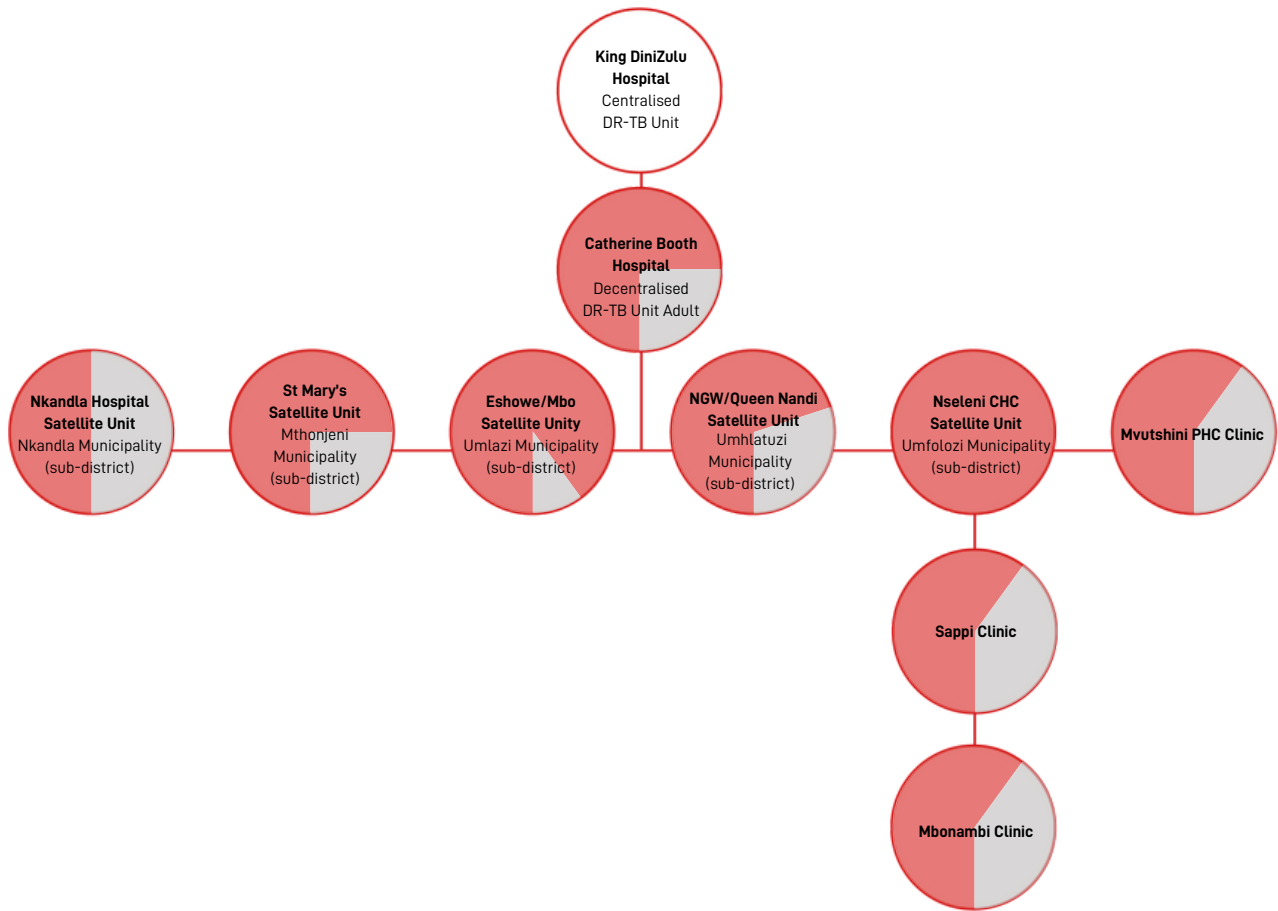 King DiniZulu
Hospital
Centralised
DR-TB Unit
Catherine Booth
Hospital
Decentralised
DR-TB Unit Adult
Nkandla Hospital
Satellite Unit
Nkandla Municipality
(sub-district)
St Mary's
Satellite Unit
Mthonjeni
Municipality
(sub-district)
Eshowe/Mbo
Satellite Unity
Umlazi Municipality
(sub-district)
NGW/Queen Nandi
Satellite Unit
Umhlatuzi
Municipality
(sub-district)
Nseleni CHC
Satellite Unit
Umfolozi Municipality
(sub-district)
Mvutshini PHC Clinic
Sappi Clinic
Mbonambi Clinic